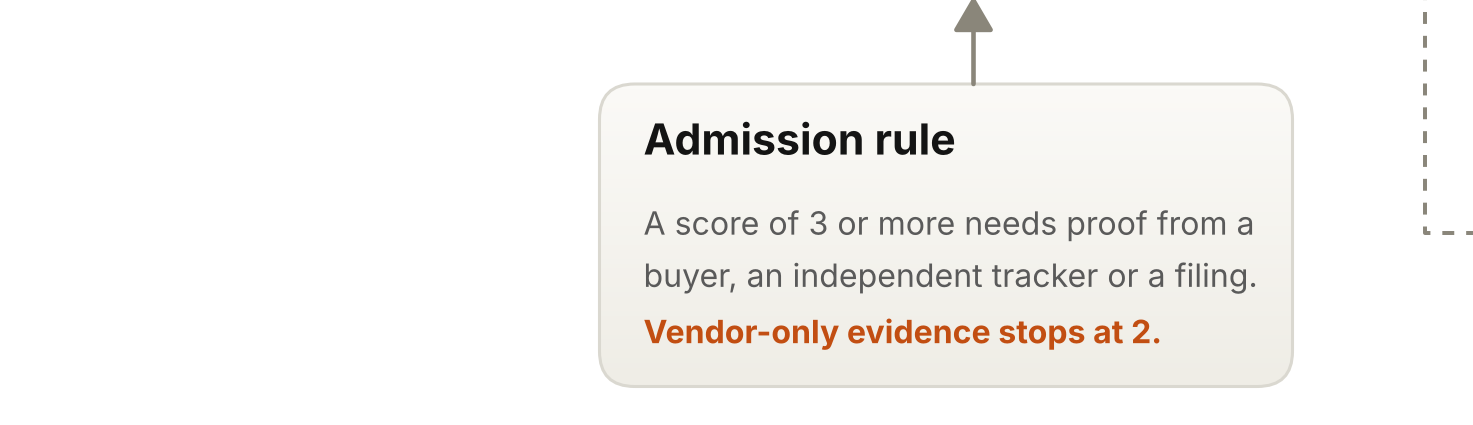 Admission rule
A score of 3 or more needs proof from a
buyer, an independent tracker or a filing.
Vendor-only evidence stops at 2.